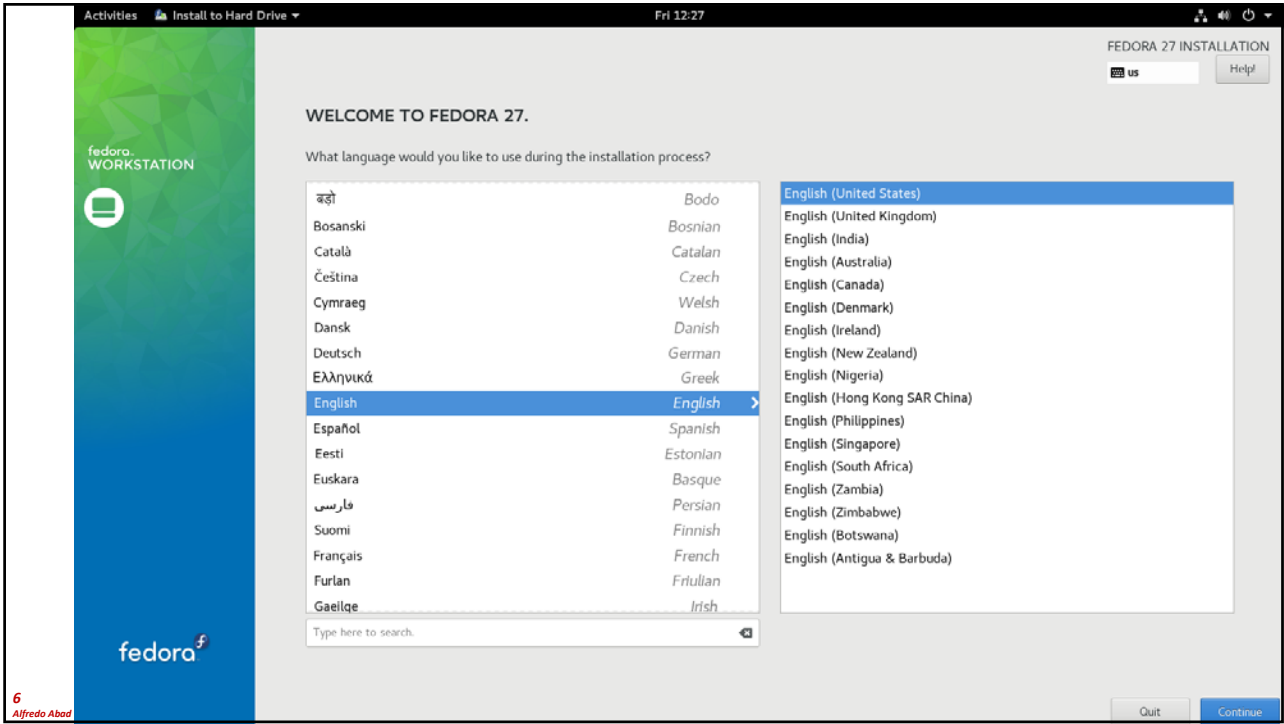 Activities Install to Hard Drive Fri 12:27
FEDORA 27 INSTALLATION
us Help!
fedora
WORKSTATION
WELCOME TO FEDORA 27.
What language would you like to use during the installation process?
बड़ो Bodo
Bosanski Bosnian
Català Catalan
Čeština Czech
Cymraeg Welsh
Dansk Danish
Deutsch German
Ελληνικά Greek
English English
Español Spanish
Eesti Estonian
Euskara Basque
فارسی Persian
Suomi Finnish
Français French
Furlan Friulian
Gaeilge Irish
Type here to search.
English (United States)
English (United Kingdom)
English (India)
English (Australia)
English (Canada)
English (Denmark)
English (Ireland)
English (New Zealand)
English (Nigeria)
English (Hong Kong SAR China)
English (Philippines)
English (Singapore)
English (South Africa)
English (Zambia)
English (Zimbabwe)
English (Botswana)
English (Antigua & Barbuda)
fedora
6
Alfredo Abad
Quit Continue